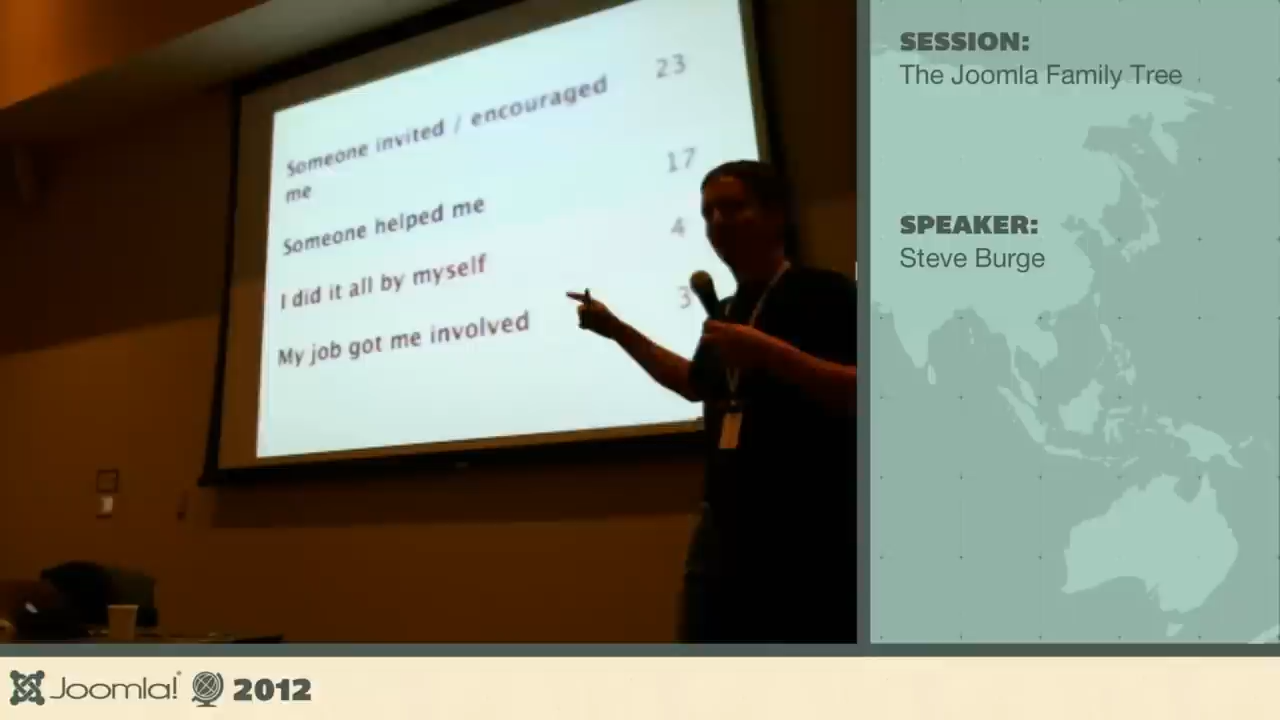 Someone invited / encouraged 23
me
Someone helped me 17
I did it all by myself 4
My job got me involved 3
SESSION:
The Joomla Family Tree
SPEAKER:
Steve Burge
Joomla! 2012